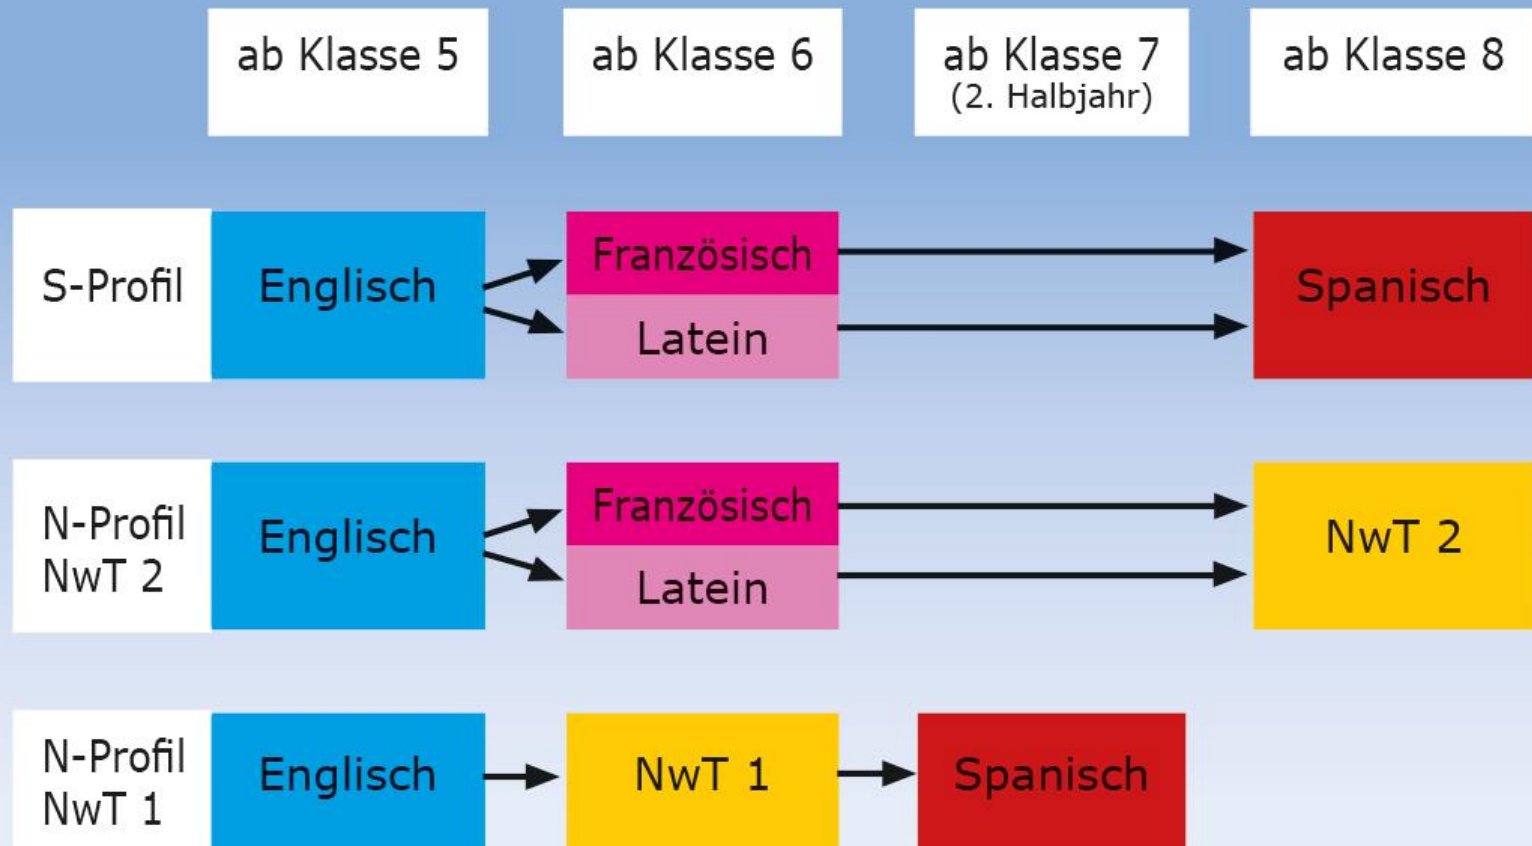 ab Klasse 5
ab Klasse 6
ab Klasse 7
(2. Halbjahr)
ab Klasse 8
S-Profil
Englisch
Französisch
Latein
Spanisch
N-Profil
NwT 2
Englisch
Französisch
Latein
NwT 2
N-Profil
NwT 1
Englisch
NwT 1
Spanisch